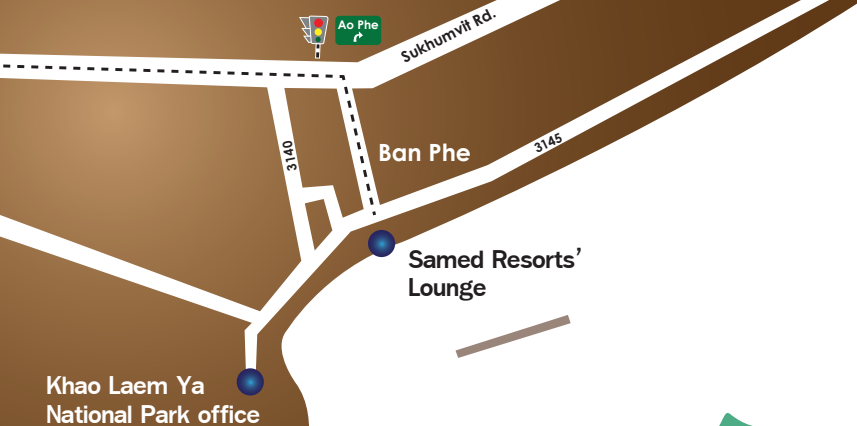 Ao Phe
Sukhumvit Rd.
3140
Ban Phe
3145
Samed Resorts’
Lounge
Khao Laem Ya
National Park office